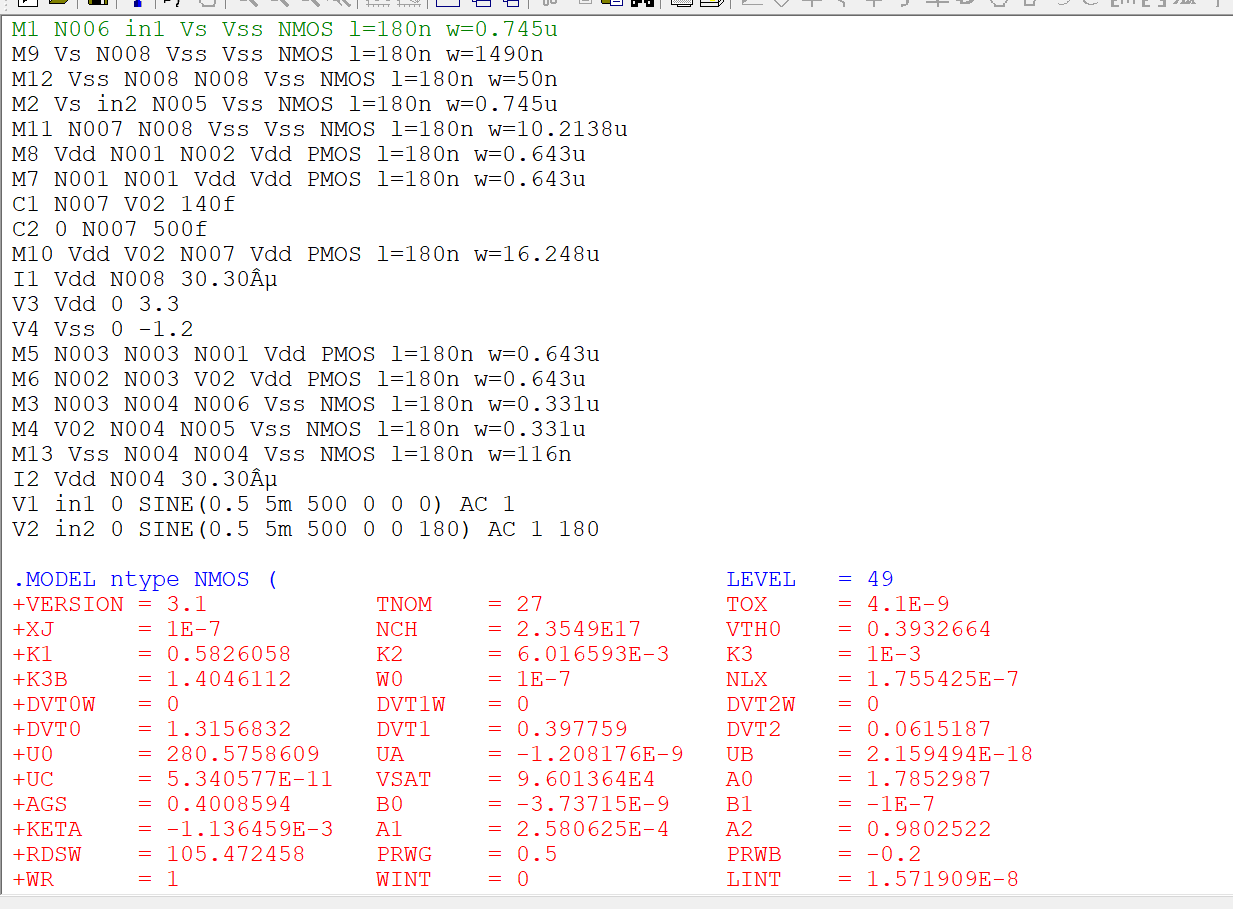 M1 N006 in1 Vs Vss NMOS l=180n w=0.745u
M9 Vs N008 Vss Vss NMOS l=180n w=1490n
M12 Vss N008 N008 Vss NMOS l=180n w=50n
M2 Vs in2 N005 Vss NMOS l=180n w=0.745u
M11 N007 N008 Vss Vss NMOS l=180n w=10.2138u
M8 Vdd N001 N002 Vdd PMOS l=180n w=0.643u
M7 N001 N001 Vdd Vdd PMOS l=180n w=0.643u
C1 N007 V02 140f
C2 0 N007 500f
M10 Vdd V02 N007 Vdd PMOS l=180n w=16.248u
I1 Vdd N008 30.30Âµ
V3 Vdd 0 3.3
V4 Vss 0 -1.2
M5 N003 N003 N001 Vdd PMOS l=180n w=0.643u
M6 N002 N003 V02 Vdd PMOS l=180n w=0.643u
M3 N003 N004 N006 Vss NMOS l=180n w=0.331u
M4 V02 N004 N005 Vss NMOS l=180n w=0.331u
M13 Vss N004 N004 Vss NMOS l=180n w=116n
I2 Vdd N004 30.30Âµ
V1 in1 0 SINE(0.5 5m 500 0 0 0) AC 1
V2 in2 0 SINE(0.5 5m 500 0 0 180) AC 1 180
.MODEL ntype NMOS ( LEVEL = 49
+VERSION = 3.1 TNOM = 27 TOX = 4.1E-9
+XJ = 1E-7 NCH = 2.3549E17 VTH0 = 0.3932664
+K1 = 0.5826058 K2 = 6.016593E-3 K3 = 1E-3
+K3B = 1.4046112 W0 = 1E-7 NLX = 1.755425E-7
+DVT0W = 0 DVT1W = 0 DVT2W = 0
+DVT0 = 1.3156832 DVT1 = 0.397759 DVT2 = 0.0615187
+U0 = 280.5758609 UA = -1.208176E-9 UB = 2.159494E-18
+UC = 5.340577E-11 VSAT = 9.601364E4 A0 = 1.7852987
+AGS = 0.4008594 B0 = -3.73715E-9 B1 = -1E-7
+KETA = -1.136459E-3 A1 = 2.580625E-4 A2 = 0.9802522
+RDSW = 105.472458 PRWG = 0.5 PRWB = -0.2
+WR = 1 WINT = 0 LINT = 1.571909E-8